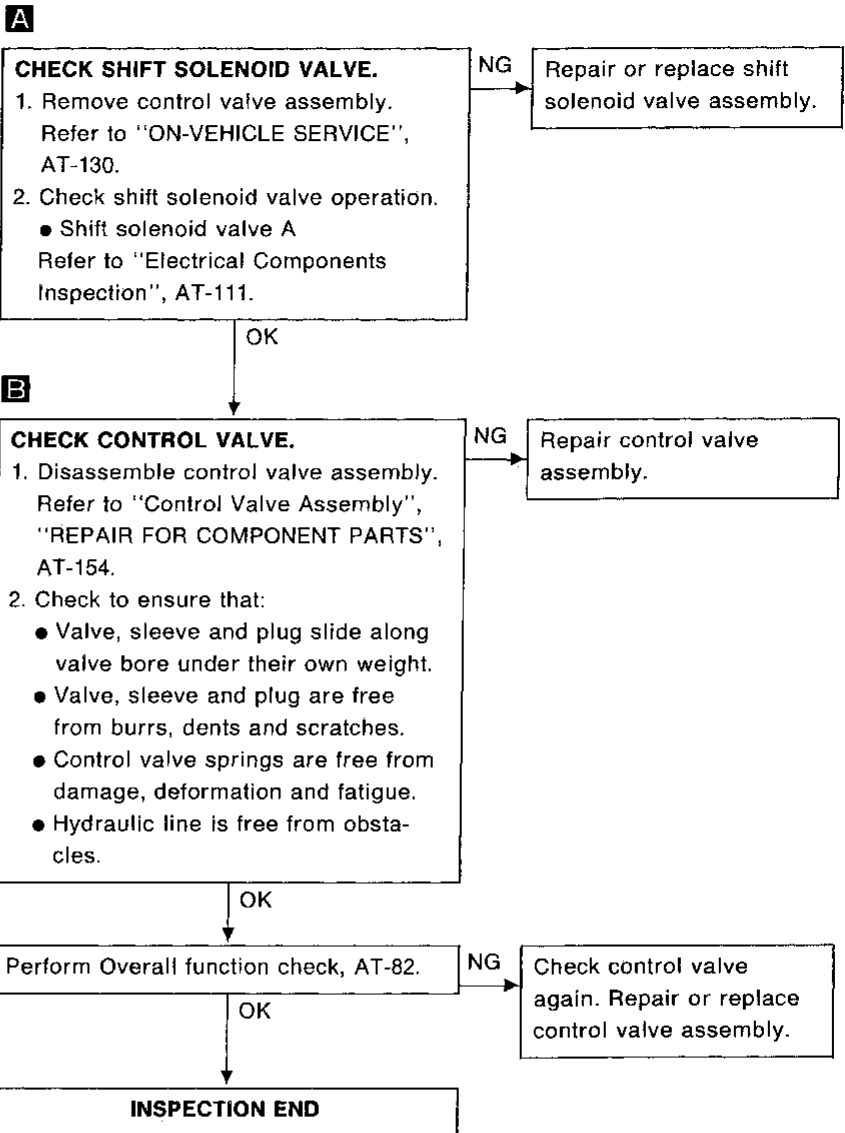 A
CHECK SHIFT SOLENOID VALVE.
1. Remove control valve assembly.
Refer to "ON-VEHICLE SERVICE",
AT-130.
2. Check shift solenoid valve operation.
● Shift solenoid valve A
Refer to "Electrical Components
Inspection", AT-111.
NG
Repair or replace shift
solenoid valve assembly.
OK
B
CHECK CONTROL VALVE.
1. Disassemble control valve assembly.
Refer to "Control Valve Assembly",
"REPAIR FOR COMPONENT PARTS",
AT-154.
2. Check to ensure that:
● Valve, sleeve and plug slide along
valve bore under their own weight.
● Valve, sleeve and plug are free
from burrs, dents and scratches.
● Control valve springs are free from
damage, deformation and fatigue.
● Hydraulic line is free from obsta-
cles.
NG
Repair control valve
assembly.
OK
Perform Overall function check, AT-82.
NG
Check control valve
again. Repair or replace
control valve assembly.
OK
INSPECTION END